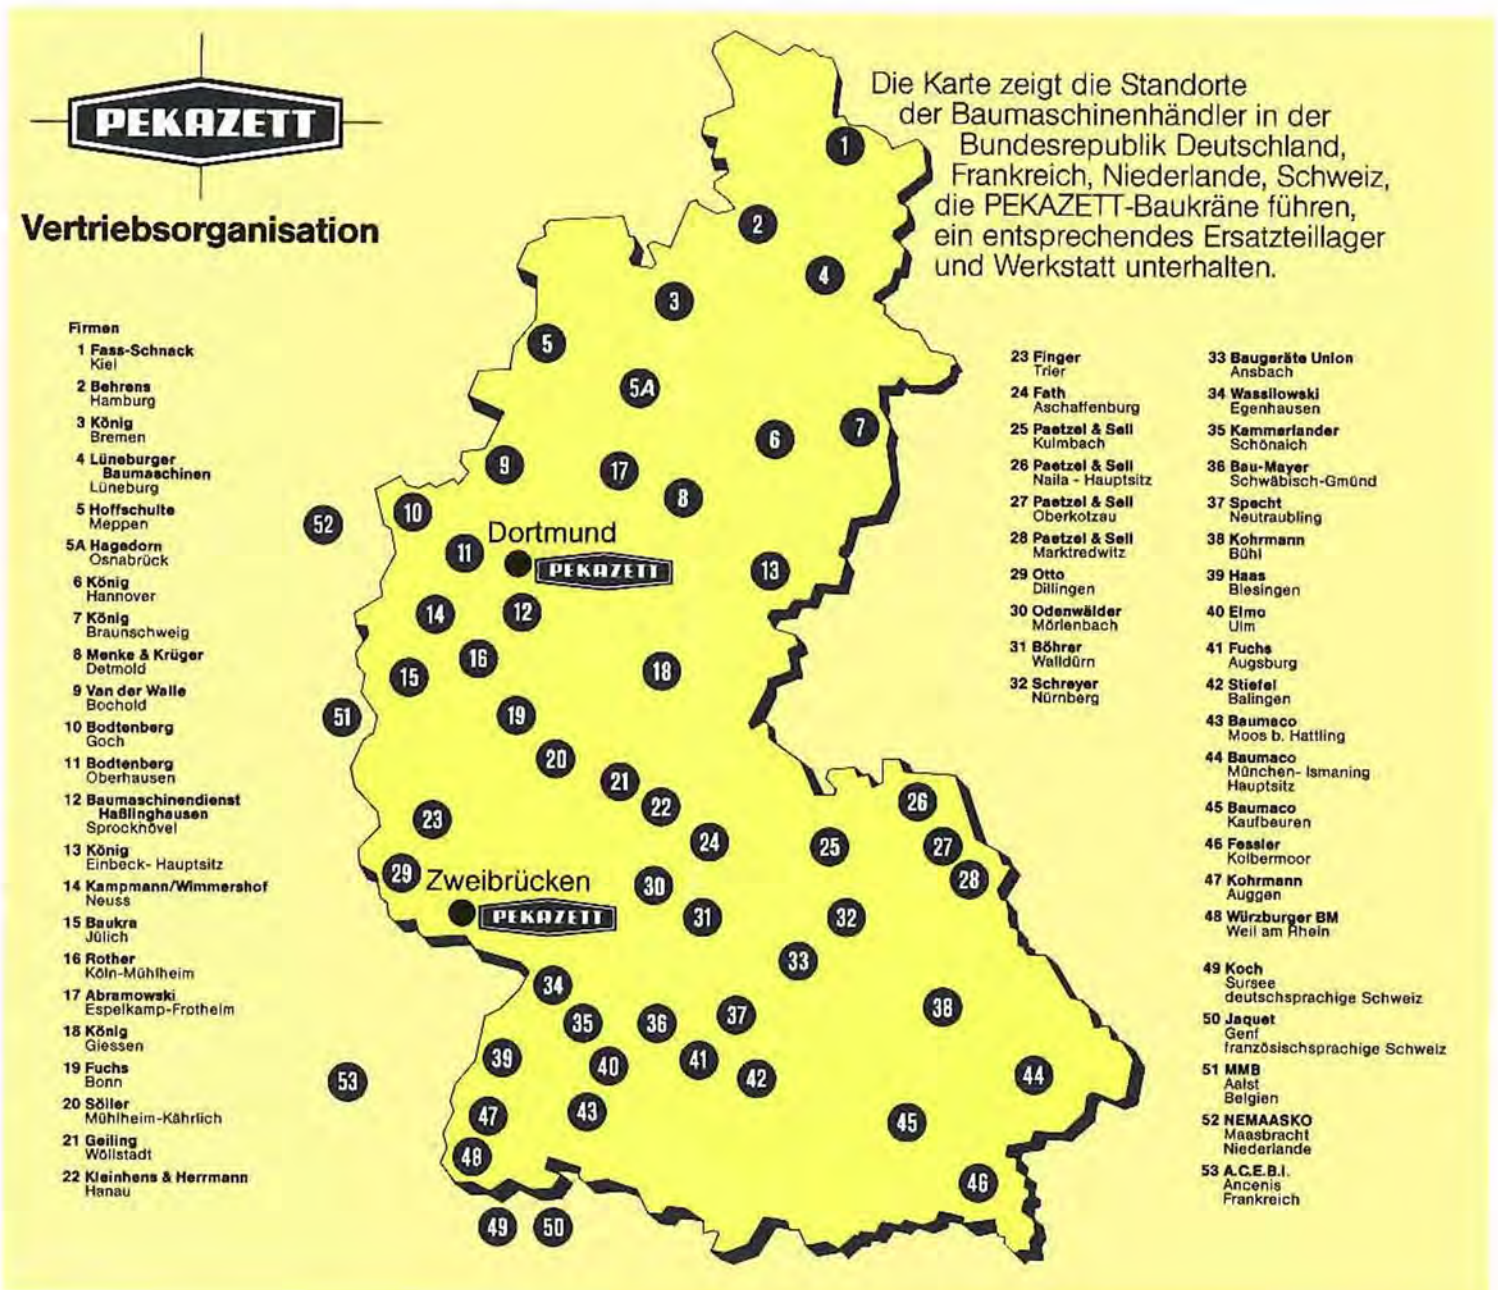 PEKAZETT
Vertriebsorganisation
Die Karte zeigt die Standorte
der Baumaschinenhändler in der
Bundesrepublik Deutschland,
Frankreich, Niederlande, Schweiz,
die PEKAZETT-Baukräne führen,
ein entsprechendes Ersatzteillager
und Werkstatt unterhalten.
Firmen
1 Fass-Schnack
Kiel
2 Behrens
Hamburg
3 König
Bremen
4 Lüneburger
Baumaschinen
Lüneburg
5 Hoffschulte
Meppen
5A Hagedorn
Osnabrück
6 König
Hannover
7 König
Braunschweig
8 Menke & Krüger
Detmold
9 Van der Walle
Bochold
10 Bodtenberg
Goch
11 Bodtenberg
Oberhausen
12 Baumaschinendienst
Haßlinghausen
Sprockhövel
13 König
Einbeck- Hauptsitz
14 Kampmann/Wimmershof
Neuss
15 Baukra
Jülich
16 Rother
Köln-Mühlheim
17 Abramowski
Espelkamp-Frotheim
18 König
Giessen
19 Fuchs
Bonn
20 Söller
Mühlheim-Kährlich
21 Geiling
Wöllstadt
22 Kleinhens & Herrmann
Hanau
23 Finger
Trier
24 Fath
Aschaffenburg
25 Paetzel & Sell
Kulmbach
26 Paetzel & Sell
Naila - Hauptsitz
27 Paetzel & Sell
Oberkotzau
28 Paetzel & Sell
Marktredwitz
29 Otto
Dillingen
30 Odenwälder
Mörlenbach
31 Böhrer
Walldürn
32 Schreyer
Nürnberg
33 Baugeräte Union
Ansbach
34 Wassilowski
Egenhausen
35 Kammerlander
Schönaich
36 Bau-Mayer
Schwäbisch-Gmünd
37 Specht
Neutraubling
38 Kohrmann
Bühl
39 Haas
Biesingen
40 Elmo
Ulm
41 Fuchs
Augsburg
42 Stiefel
Balingen
43 Baumaco
Moos b. Hattling
44 Baumaco
München- Ismaning
Hauptsitz
45 Baumaco
Kaufbeuren
46 Fessler
Kolbermoor
47 Kohrmann
Auggen
48 Würzburger BM
Weil am Rhein
49 Koch
Sursee
deutschsprachige Schweiz
50 Jaquet
Genf
französischsprachige Schweiz
51 MMB
Aalst
Belgien
52 NEMAASKO
Maasbracht
Niederlande
53 A.C.E.B.I.
Ancenis
Frankreich
1
2
4
3
5
5A
7
6
9
17
8
10
52
Dortmund
11
PEKAZETT
13
14
12
16
18
15
51
19
20
21
22
26
23
24
25
27
29
Zweibrücken
30
28
PEKAZETT
31
32
33
34
38
37
35
36
39
41
40
44
42
53
43
47
45
48
46
49
50